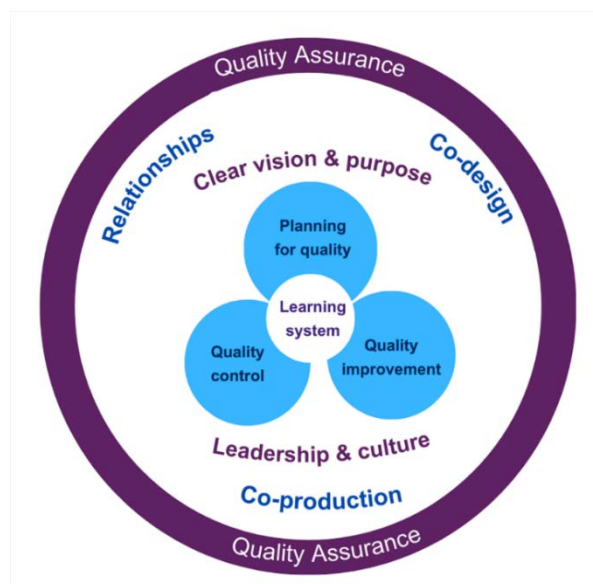 Quality Assurance
Relationships
Co-design
Clear vision & purpose
Planning
for quality
Learning
system
Quality
control
Quality
improvement
Leadership & culture
Co-production
Quality Assurance